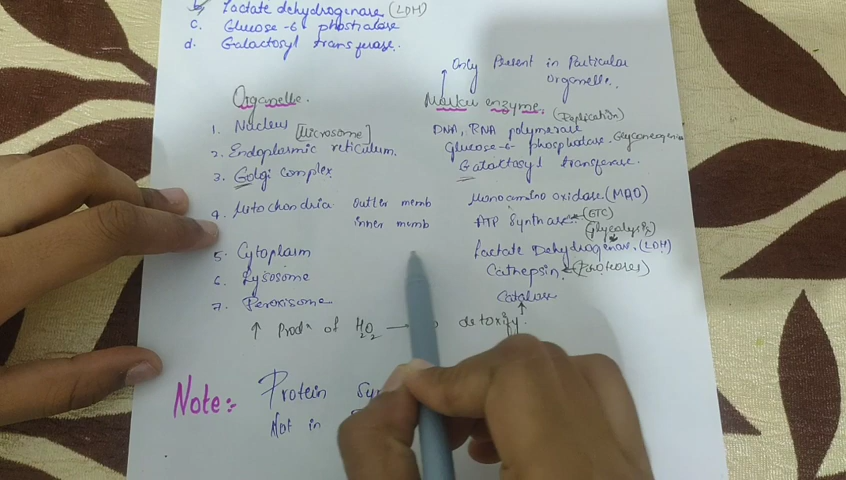 b. Lactate dehydrogenase (LDH)
c. Glucose-6 phosphatase
d. Galactosyl transferase.
Only Present in Particular
organelle.
Organelle.
Marker enzyme.
(Replication)
1. Nucleus [Microsome]
DNA, RNA polymerase
2. Endoplasmic reticulum.
Glucose-6- phosphatase.
3. Golgi complex
Galactosyl transferase.
4. Mitochondria outter memb
Monoamino oxidase. (MAO)
inner memb
ATP Synthase (ETC)
(Glycolysis)
5. Cytoplasm
Lactate Dehydrogenase. (LDH)
6. Lysosome
Cathepsin
7. Peroxisome
Catalase
↑ Prodⁿ of H2O2 → detoxify.
Note:- Protein
Not in